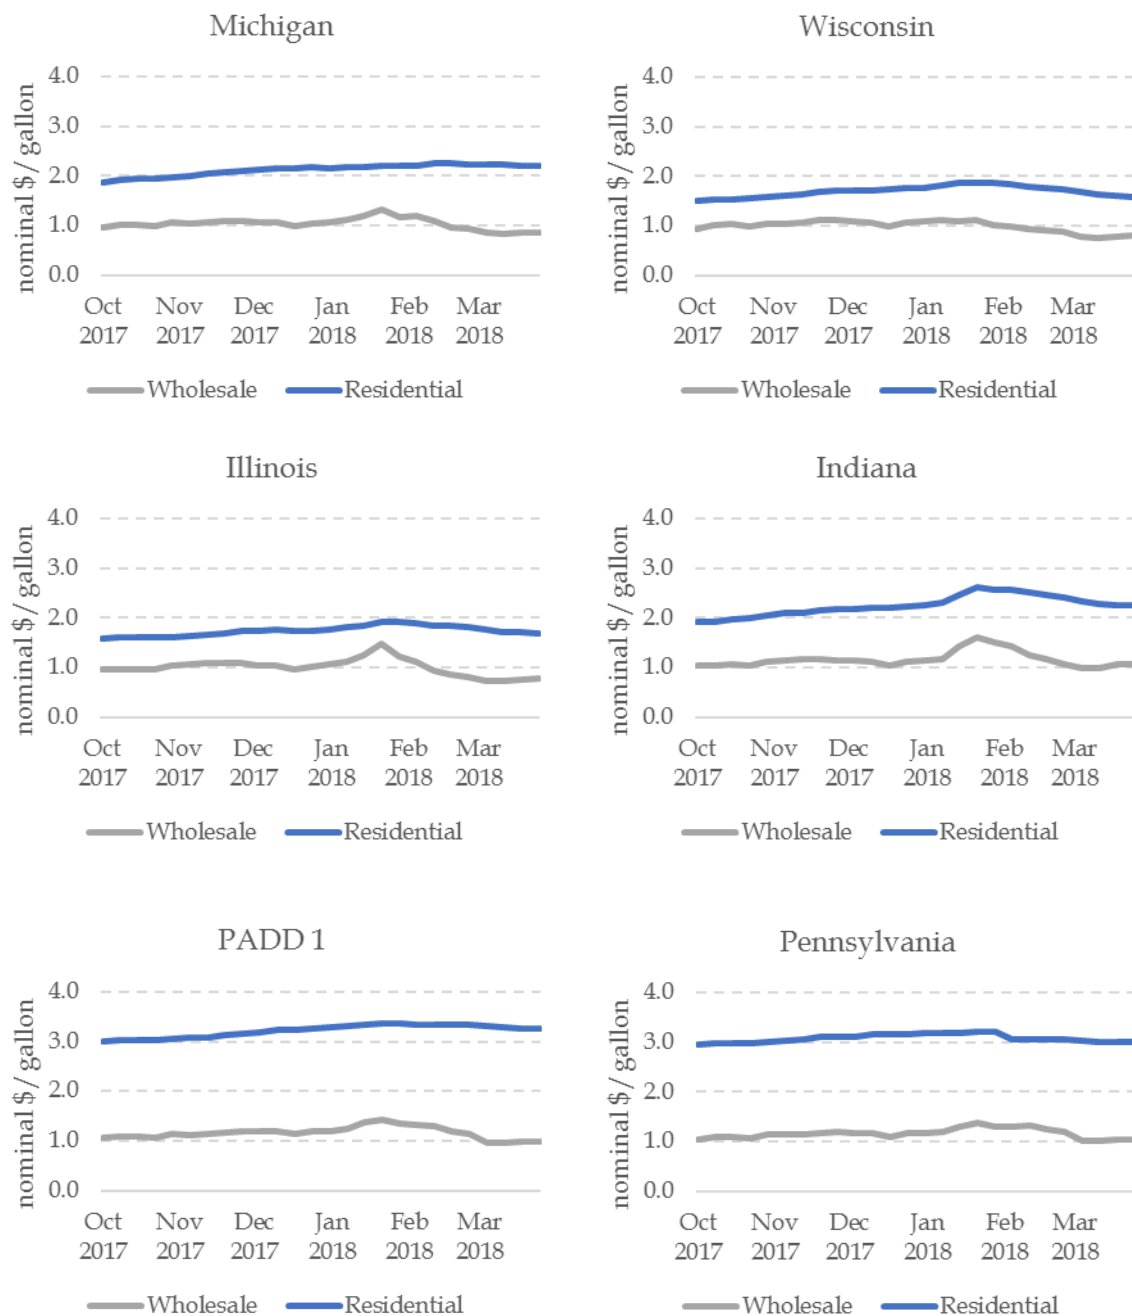 Michigan
nominal $ / gallon
4.0
3.0
2.0
1.0
0.0
Oct Nov Dec Jan Feb Mar
2017 2017 2017 2018 2018 2018
Wholesale Residential
Wisconsin
nominal $ / gallon
4.0
3.0
2.0
1.0
0.0
Oct Nov Dec Jan Feb Mar
2017 2017 2017 2018 2018 2018
Wholesale Residential
Illinois
nominal $ / gallon
4.0
3.0
2.0
1.0
0.0
Oct Nov Dec Jan Feb Mar
2017 2017 2017 2018 2018 2018
Wholesale Residential
Indiana
nominal $ / gallon
4.0
3.0
2.0
1.0
0.0
Oct Nov Dec Jan Feb Mar
2017 2017 2017 2018 2018 2018
Wholesale Residential
PADD 1
nominal $ / gallon
4.0
3.0
2.0
1.0
0.0
Oct Nov Dec Jan Feb Mar
2017 2017 2017 2018 2018 2018
Wholesale Residential
Pennsylvania
nominal $ / gallon
4.0
3.0
2.0
1.0
0.0
Oct Nov Dec Jan Feb Mar
2017 2017 2017 2018 2018 2018
Wholesale Residential